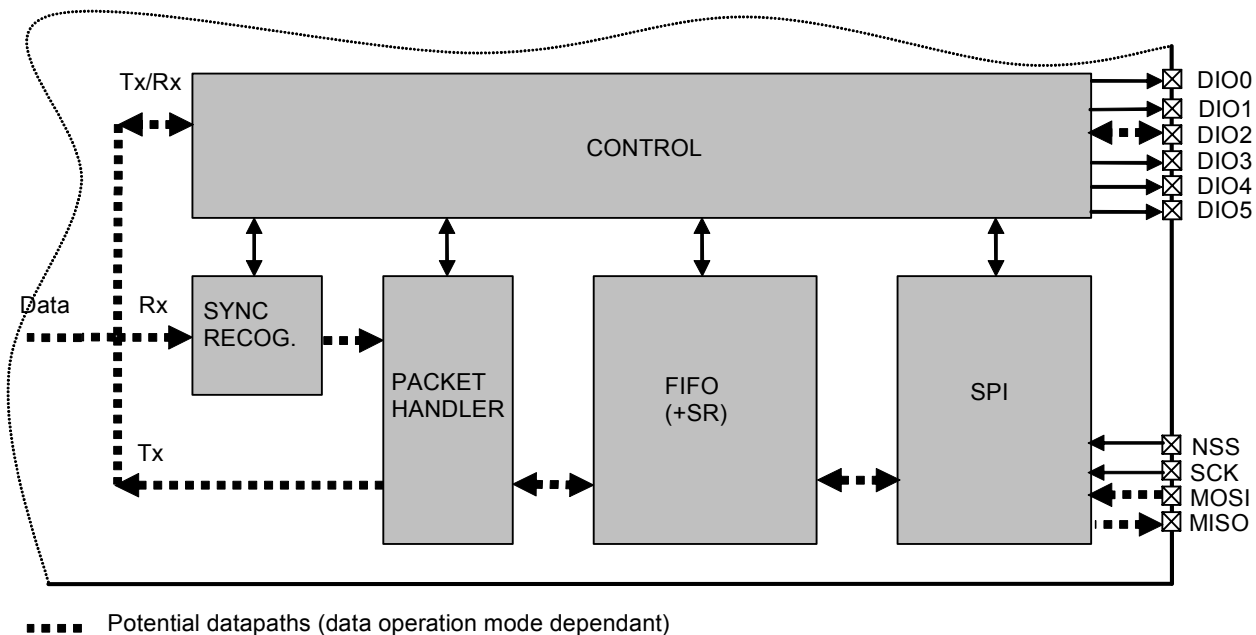 Tx/Rx
CONTROL
DIO0
DIO1
DIO2
DIO3
DIO4
DIO5
Data
Rx
SYNC
RECOG.
PACKET
HANDLER
FIFO
(+SR)
SPI
Tx
NSS
SCK
MOSI
MISO
Potential datapaths (data operation mode dependant)